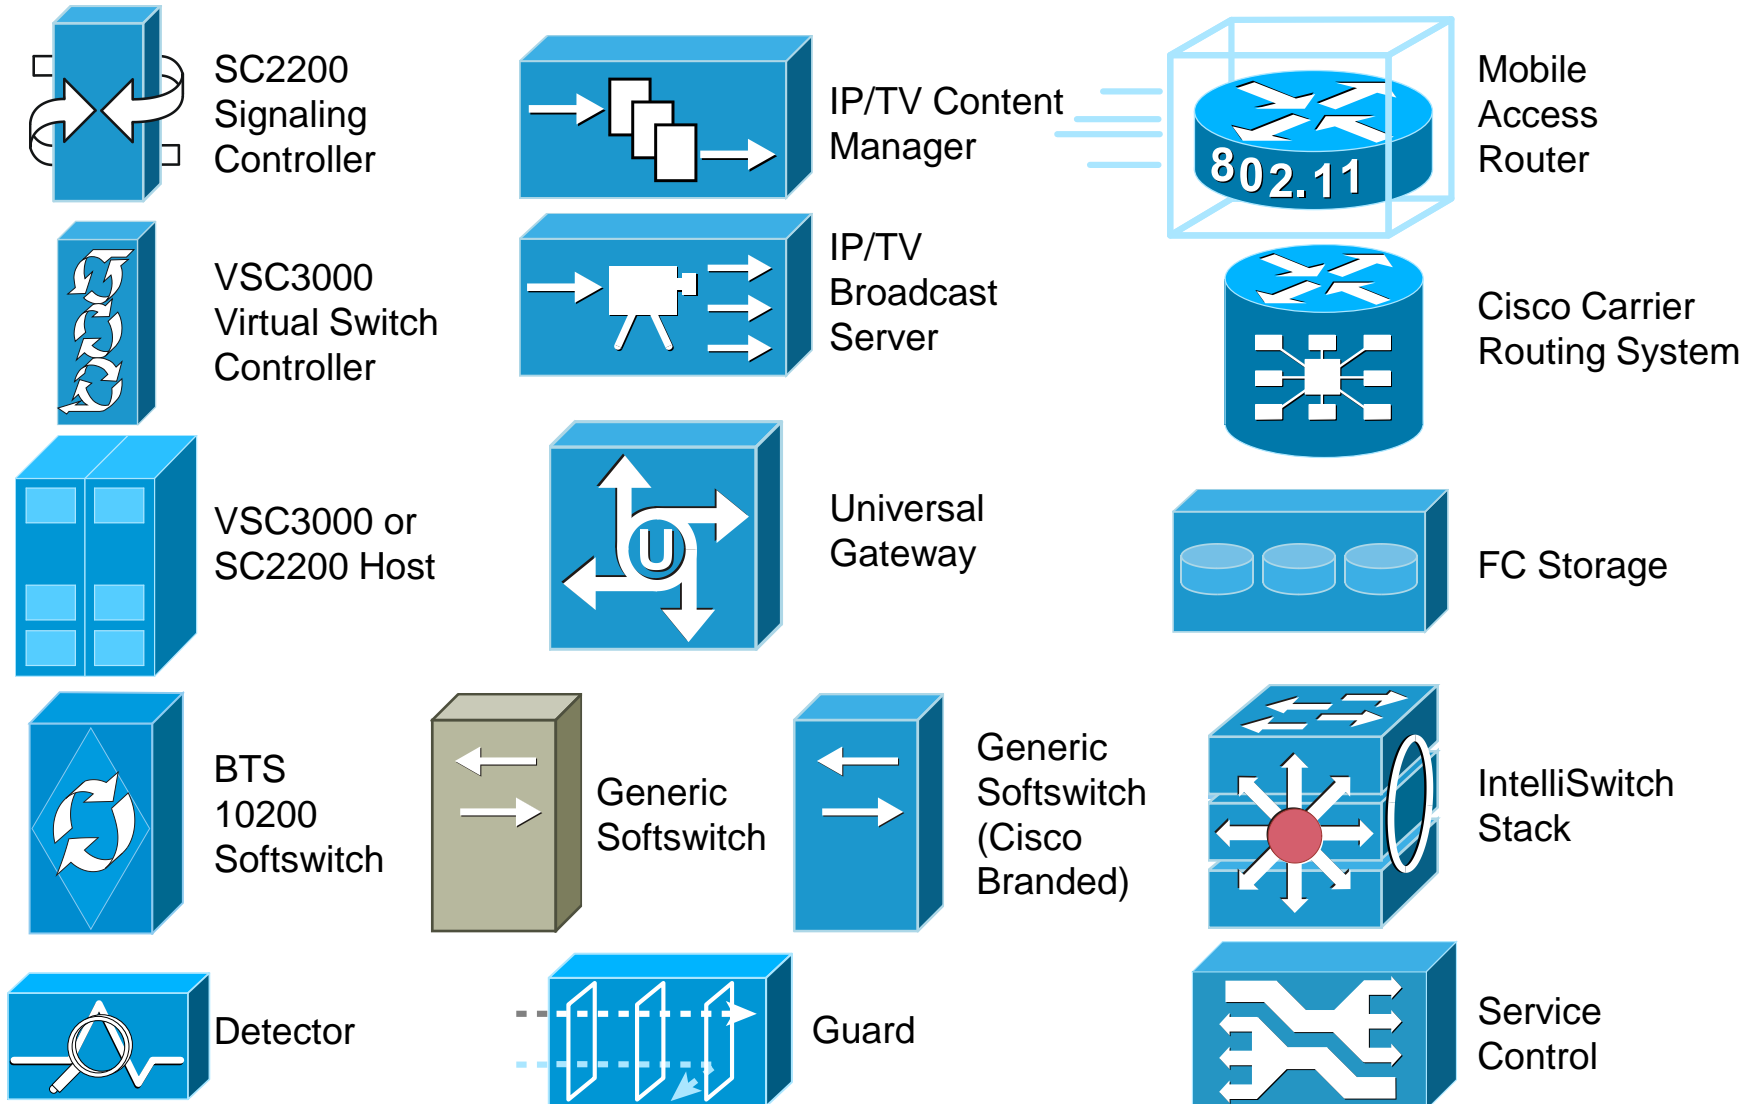 SC2200
Signaling
Controller
IP/TV Content
Manager
802.11
Mobile
Access
Router
VSC3000
Virtual Switch
Controller
IP/TV
Broadcast
Server
Cisco Carrier
Routing System
VSC3000 or
SC2200 Host
U
Universal
Gateway
FC Storage
BTS
10200
Softswitch
Generic
Softswitch
Generic
Softswitch
(Cisco
Branded)
IntelliSwitch
Stack
Detector
Guard
Service
Control